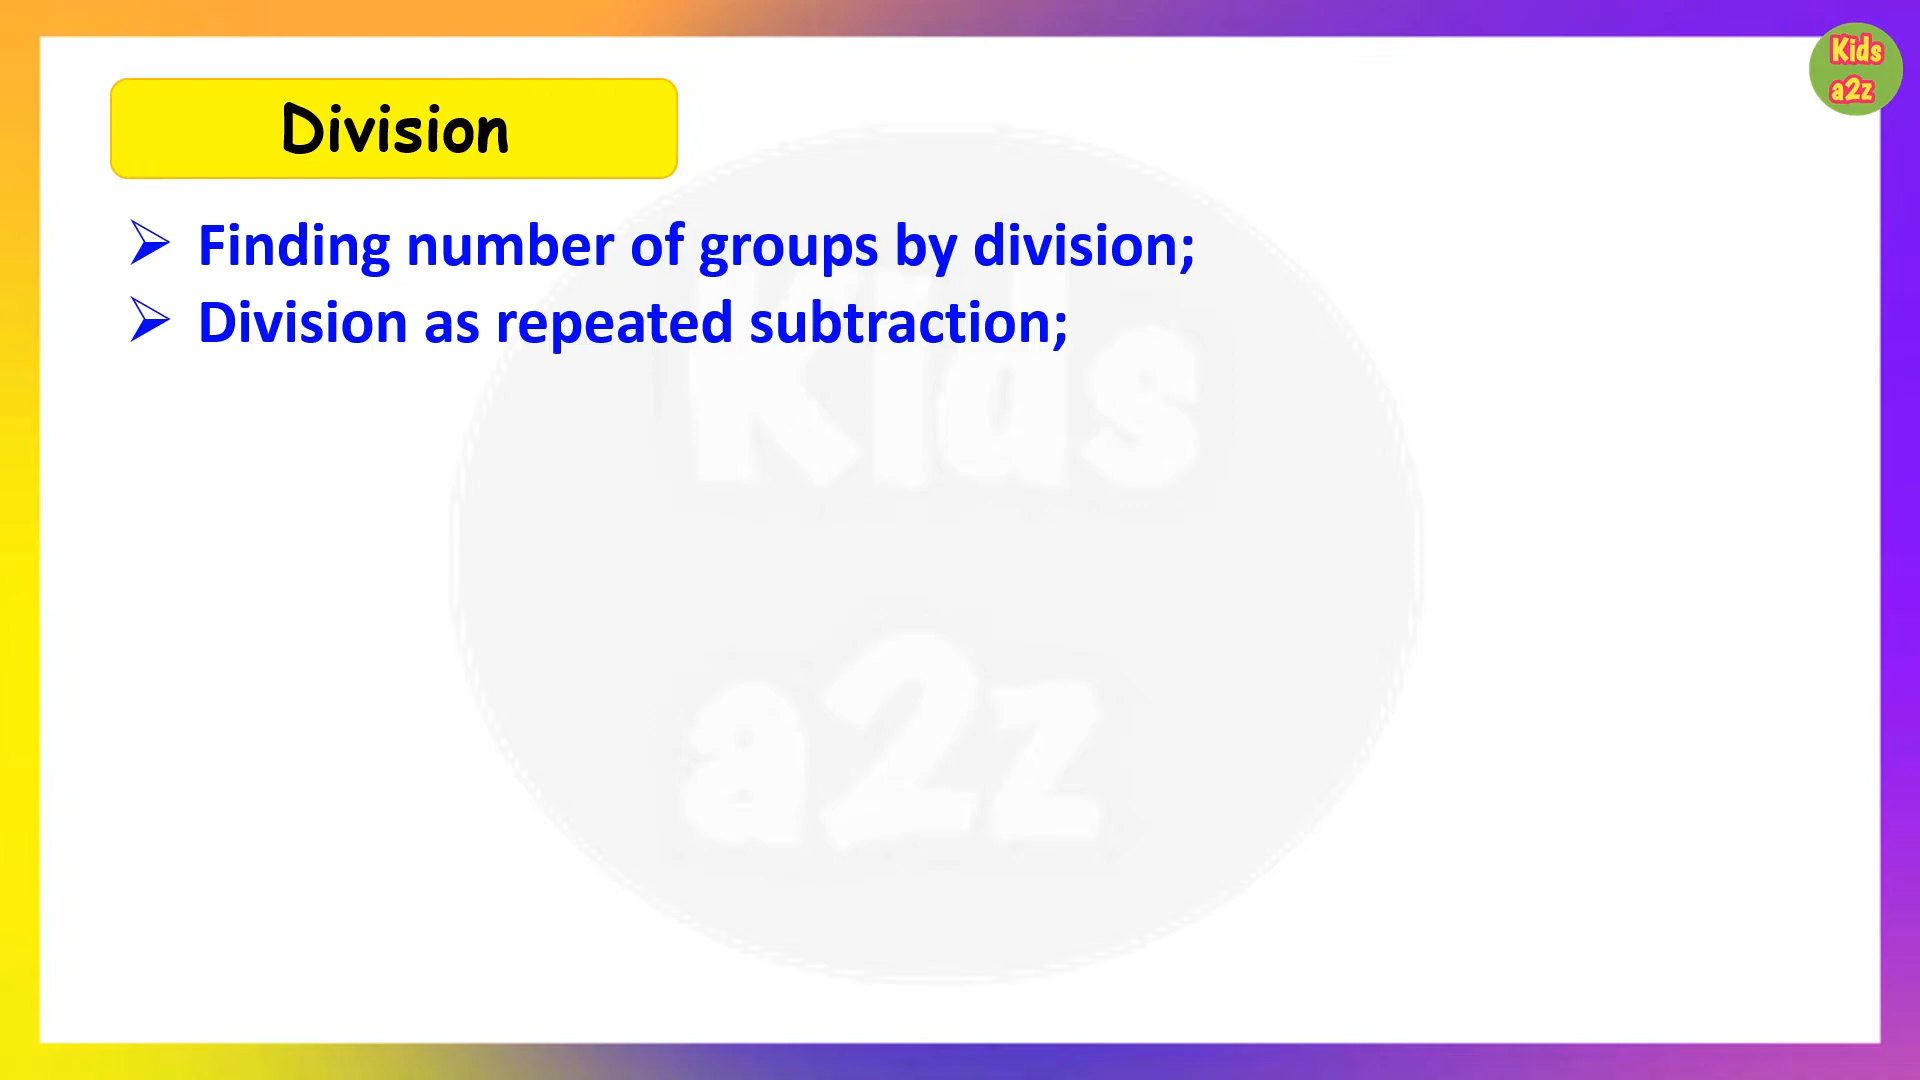 Kids
a2z
Division
➢ Finding number of groups by division;
➢ Division as repeated subtraction;
Kids
a2z